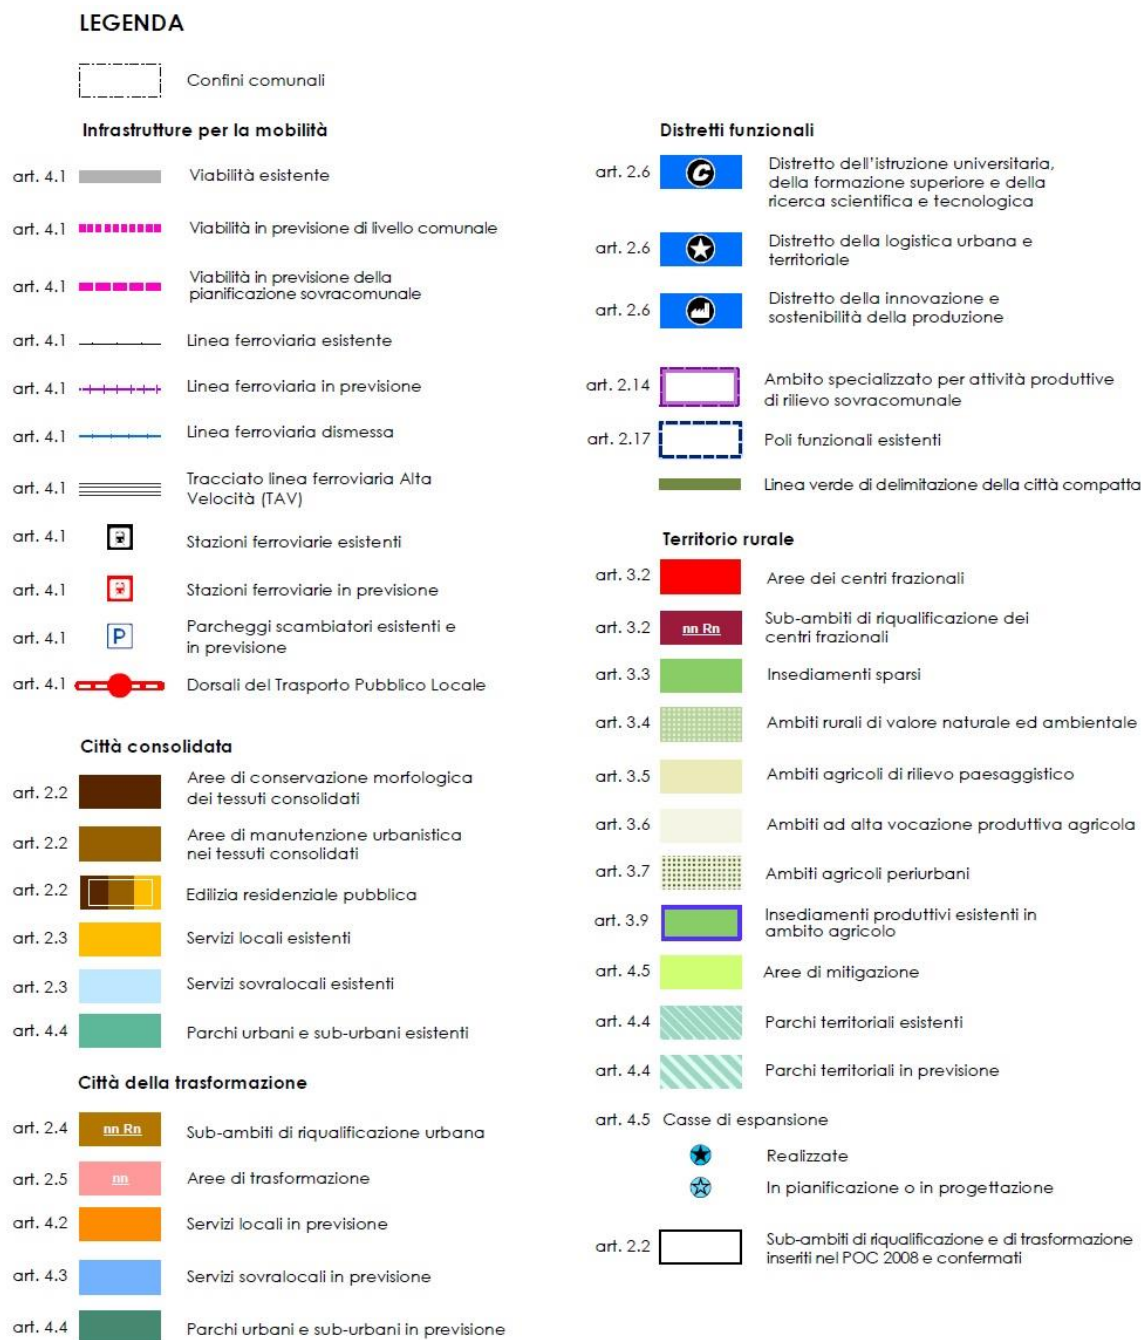 LEGENDA
Confini comunali
Infrastrutture per la mobilità
art. 4.1 Viabilità esistente
art. 4.1 Viabilità in previsione di livello comunale
art. 4.1 Viabilità in previsione della
pianificazione sovracomunale
art. 4.1 Linea ferroviaria esistente
art. 4.1 Linea ferroviaria in previsione
art. 4.1 Linea ferroviaria dismessa
art. 4.1 Tracciato linea ferroviaria Alta
Velocità (TAV)
art. 4.1 Stazioni ferroviarie esistenti
art. 4.1 Stazioni ferroviarie in previsione
art. 4.1 P Parcheggi scambiatori esistenti e
in previsione
art. 4.1 Dorsali del Trasporto Pubblico Locale
Città consolidata
art. 2.2 Aree di conservazione morfologica
dei tessuti consolidati
art. 2.2 Aree di manutenzione urbanistica
nei tessuti consolidati
art. 2.2 Edilizia residenziale pubblica
art. 2.3 Servizi locali esistenti
art. 2.3 Servizi sovralocali esistenti
art. 4.4 Parchi urbani e sub-urbani esistenti
Città della trasformazione
art. 2.4 nn Rn Sub-ambiti di riqualificazione urbana
art. 2.5 nn Aree di trasformazione
art. 4.2 Servizi locali in previsione
art. 4.3 Servizi sovralocali in previsione
art. 4.4 Parchi urbani e sub-urbani in previsione
Distretti funzionali
art. 2.6 C Distretto dell'istruzione universitaria,
della formazione superiore e della
ricerca scientifica e tecnologica
art. 2.6 Distretto della logistica urbana e
territoriale
art. 2.6 Distretto della innovazione e
sostenibilità della produzione
art. 2.14 Ambito specializzato per attività produttive
di rilievo sovracomunale
art. 2.17 Poli funzionali esistenti
Linea verde di delimitazione della città compatta
Territorio rurale
art. 3.2 Aree dei centri frazionali
art. 3.2 nn Rn Sub-ambiti di riqualificazione dei
centri frazionali
art. 3.3 Insediamenti sparsi
art. 3.4 Ambiti rurali di valore naturale ed ambientale
art. 3.5 Ambiti agricoli di rilievo paesaggistico
art. 3.6 Ambiti ad alta vocazione produttiva agricola
art. 3.7 Ambiti agricoli periurbani
art. 3.9 Insediamenti produttivi esistenti in
ambito agricolo
art. 4.5 Aree di mitigazione
art. 4.4 Parchi territoriali esistenti
art. 4.4 Parchi territoriali in previsione
art. 4.5 Casse di espansione
Realizzate
In pianificazione o in progettazione
art. 2.2 Sub-ambiti di riqualificazione e di trasformazione
inseriti nel POC 2008 e confermati